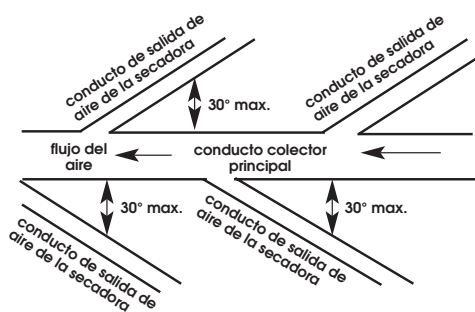 conducto de salida de
aire de la secadora
conducto de salida de
aire de la secadora
30° max.
flujo del
aire
conducto colector
principal
30° max.
30° max.
conducto de salida de
aire de la secadora
conducto de salida de
aire de la secadora